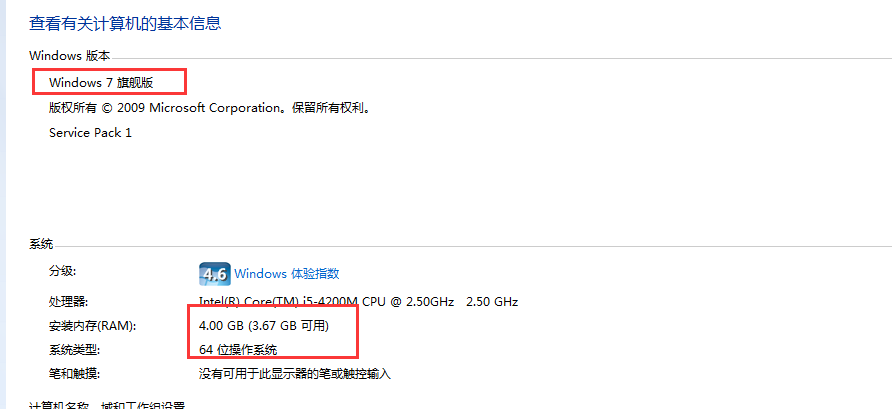 查看有关计算机的基本信息
Windows 版本
Windows 7 旗舰版
版权所有 © 2009 Microsoft Corporation。保留所有权利。
Service Pack 1
系统
分级: 4.6 Windows 体验指数
处理器: Intel(R) Core(TM) i5-4200M CPU @ 2.50GHz 2.50 GHz
安装内存(RAM): 4.00 GB (3.67 GB 可用)
系统类型: 64 位操作系统
笔和触摸: 没有可用于此显示器的笔或触控输入
计算机名称、域和工作组设置